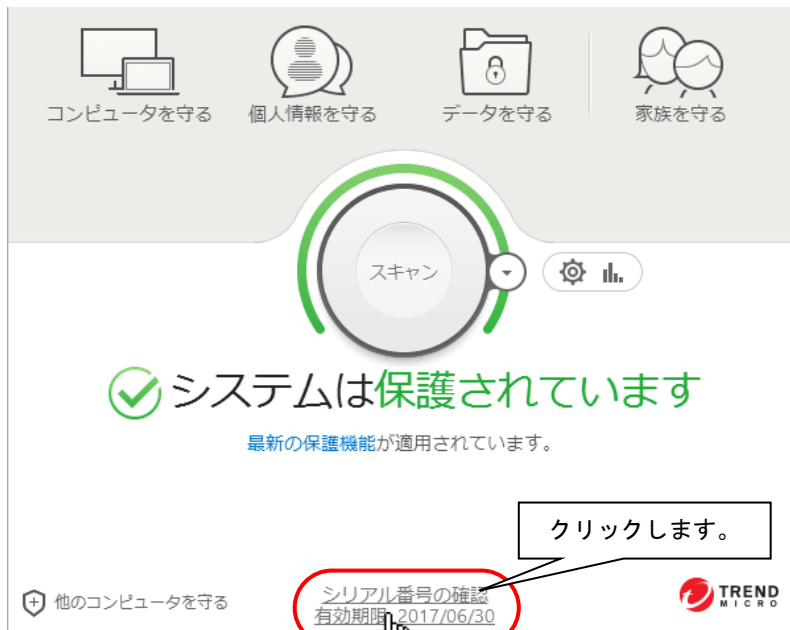 コンピュータを守る
個人情報を守る
データを守る
家族を守る
スキャン
システムは保護されています
最新の保護機能が適用されています。
クリックします。
他のコンピュータを守る
シリアル番号の確認
有効期限 2017/06/30
TREND
MICRO